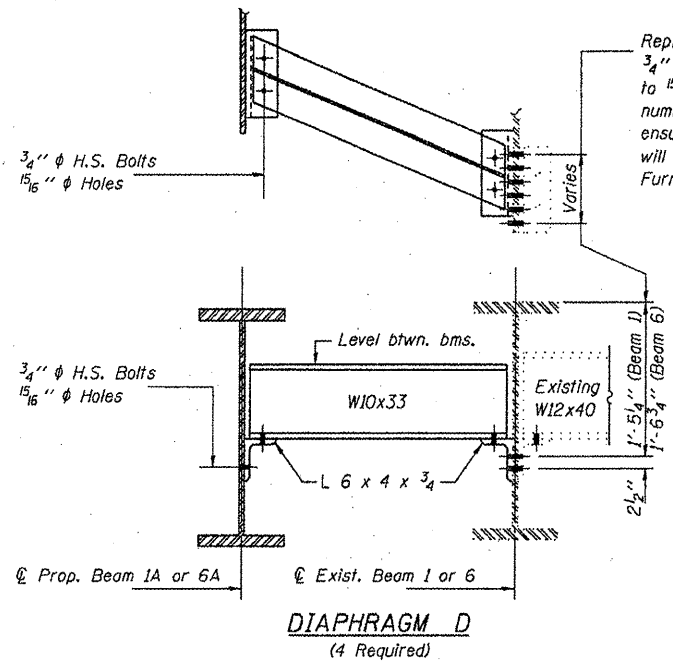 Rep
3/4"
to 15
num
ensu
will
Furn
3/4" ϕ H.S. Bolts
15/16" ϕ Holes
Varies
Level btwn. bms.
3/4" ϕ H.S. Bolts
15/16" ϕ Holes
W10x33
Existing
W12x40
1'-5 1/4" (Beam 1)
1'-6 3/4" (Beam 6)
L 6 x 4 x 3/4
2 1/2"
℄ Prop. Beam 1A or 6A
℄ Exist. Beam 1 or 6
DIAPHRAGM D
(4 Required)